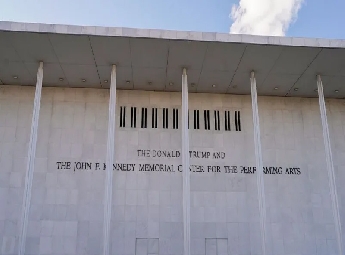 THE DONALD J. TRUMP AND
THE JOHN F. KENNEDY MEMORIAL CENTER FOR THE PERFORMING ARTS